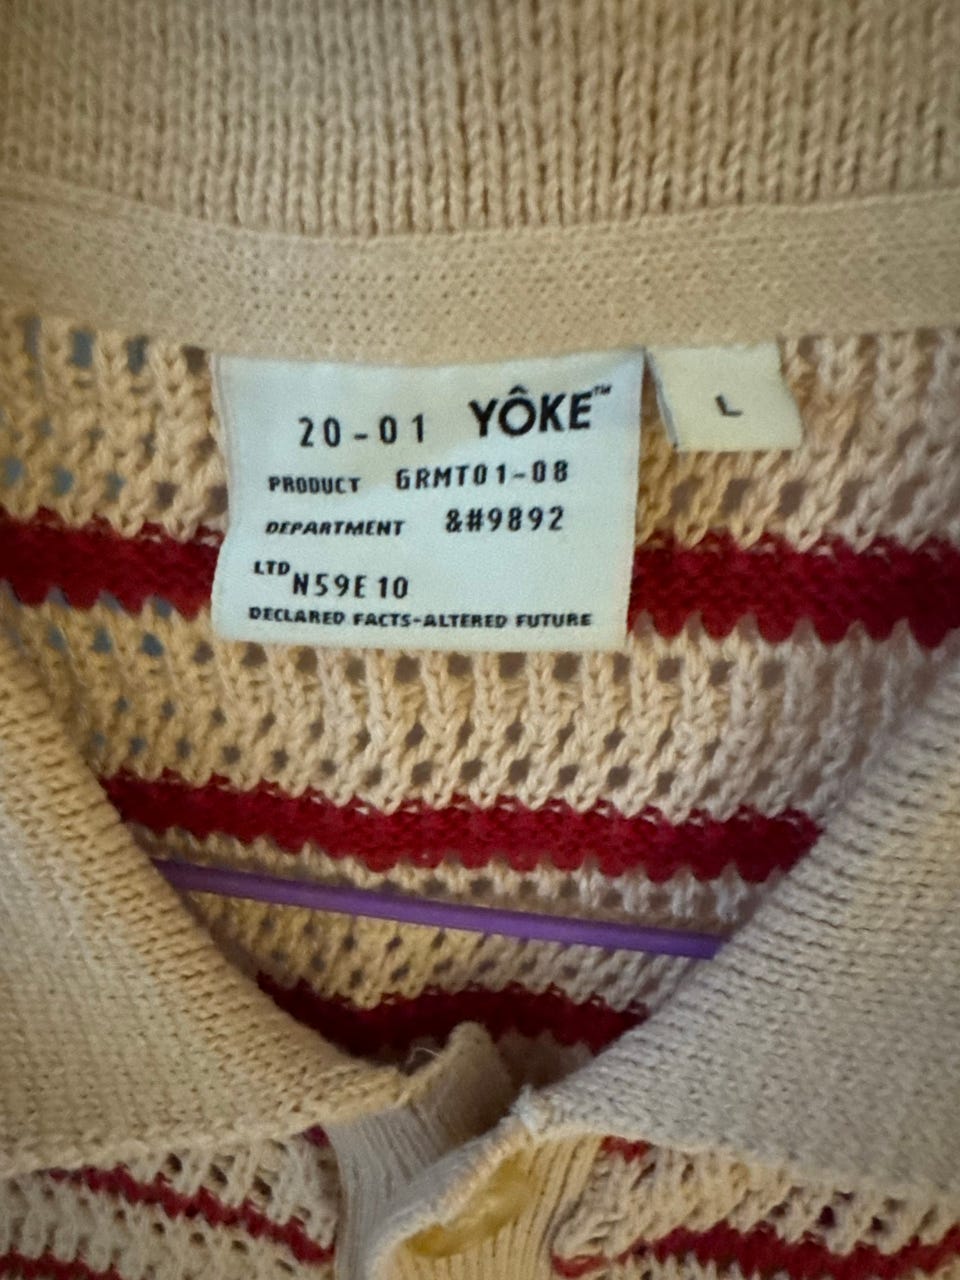 20-01 YÔKE™
L
PRODUCT GRMT01-08
DEPARTMENT &#9892
LTD N59E10
DECLARED FACTS-ALTERED FUTURE